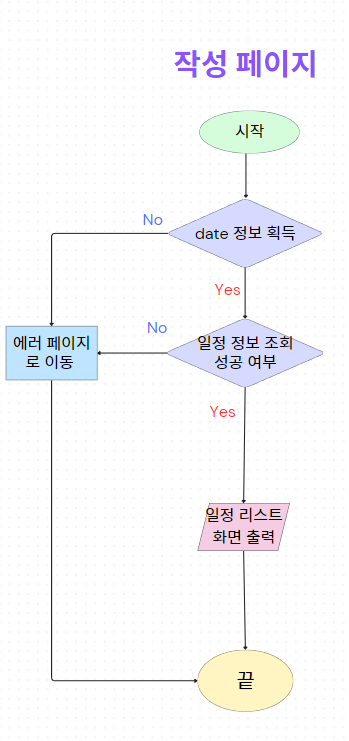 작성 페이지
시작
No
date 정보 획득
Yes
No
에러 페이지
로 이동
일정 정보 조회
성공 여부
Yes
일정 리스트
화면 출력
끝